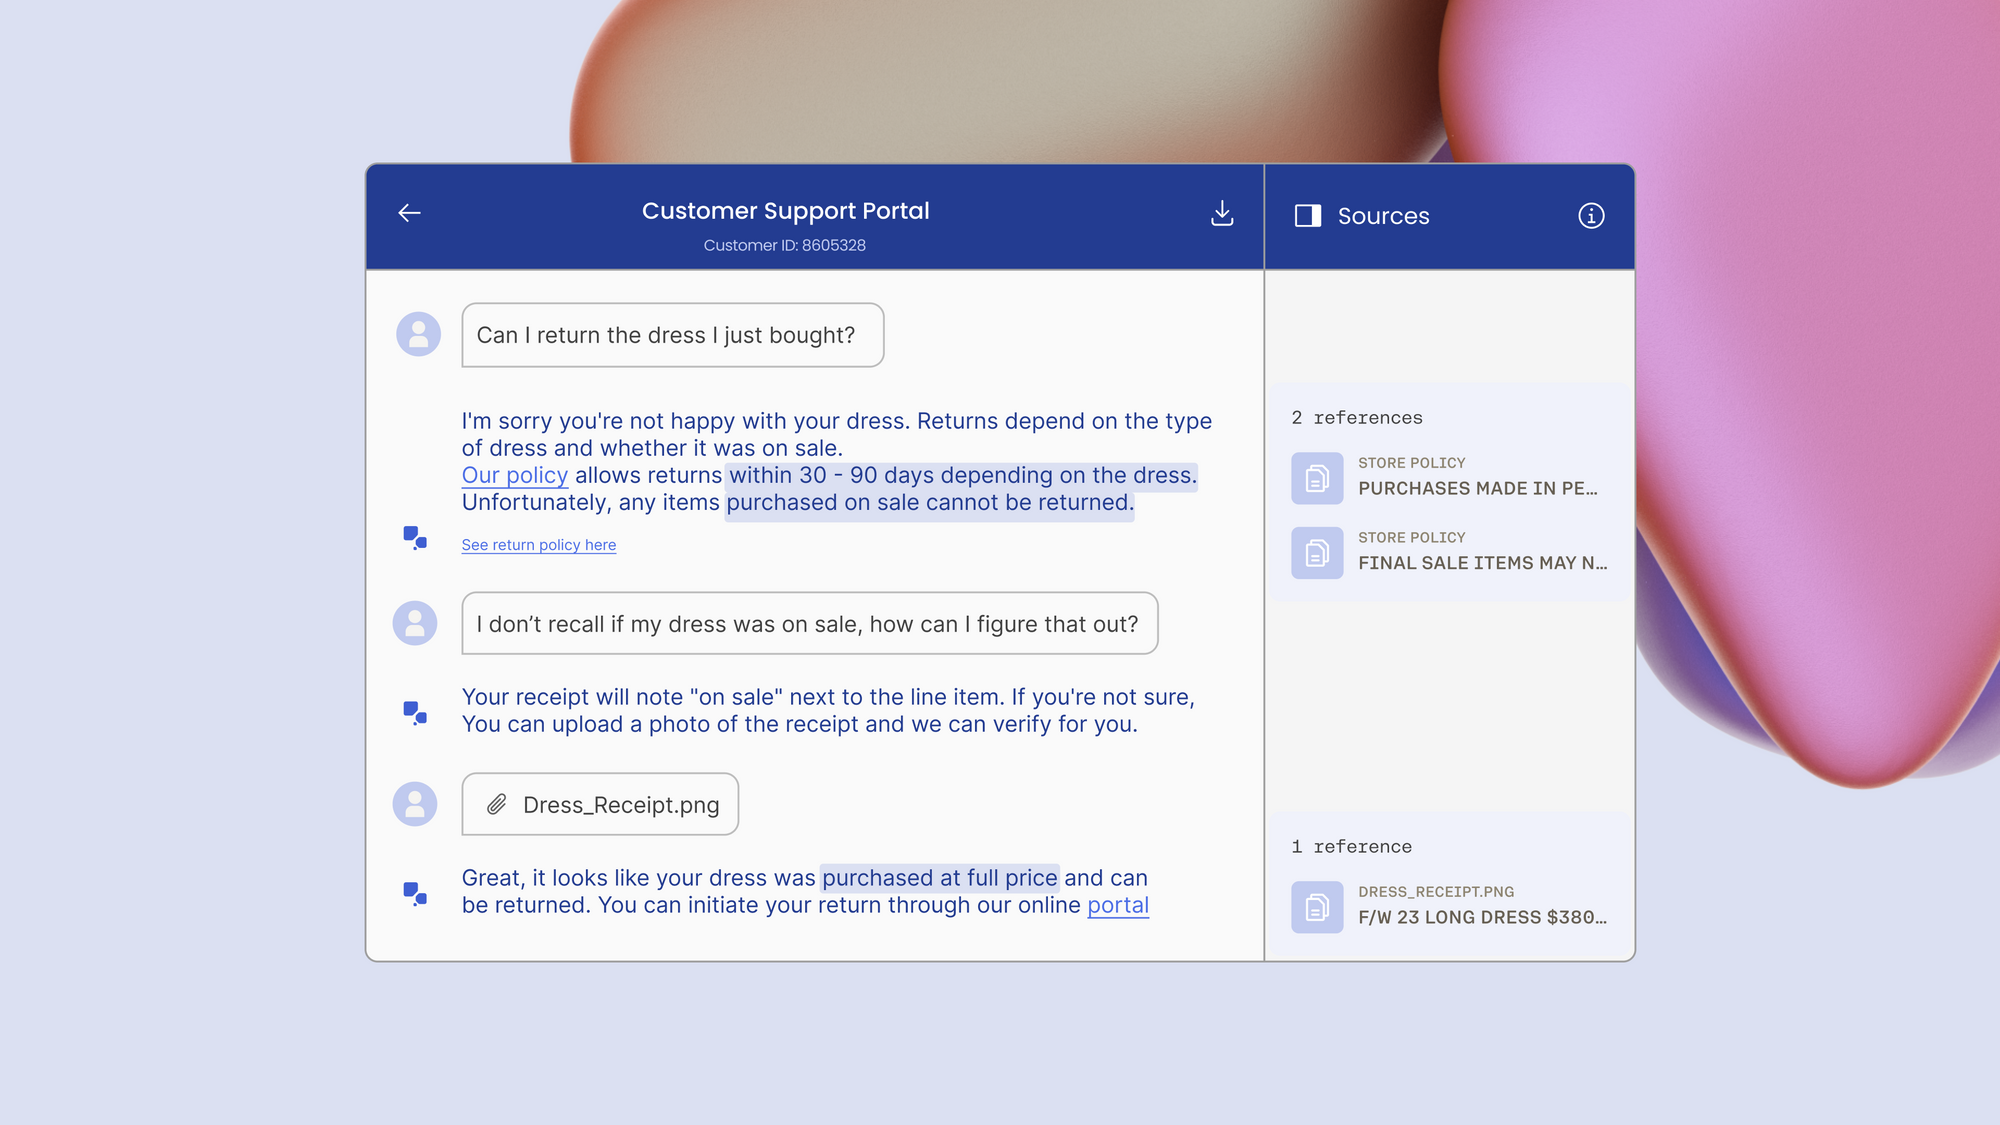 Customer Support Portal
Customer ID: 8605328
Sources
Can I return the dress I just bought?
I'm sorry you're not happy with your dress. Returns depend on the type
of dress and whether it was on sale.
Our policy allows returns within 30 - 90 days depending on the dress.
Unfortunately, any items purchased on sale cannot be returned.
See return policy here
2 references
STORE POLICY
PURCHASES MADE IN PE...
STORE POLICY
FINAL SALE ITEMS MAY N...
I don’t recall if my dress was on sale, how can I figure that out?
Your receipt will note "on sale" next to the line item. If you're not sure,
You can upload a photo of the receipt and we can verify for you.
Dress_Receipt.png
Great, it looks like your dress was purchased at full price and can
be returned. You can initiate your return through our online portal
1 reference
DRESS_RECEIPT.PNG
F/W 23 LONG DRESS $380...